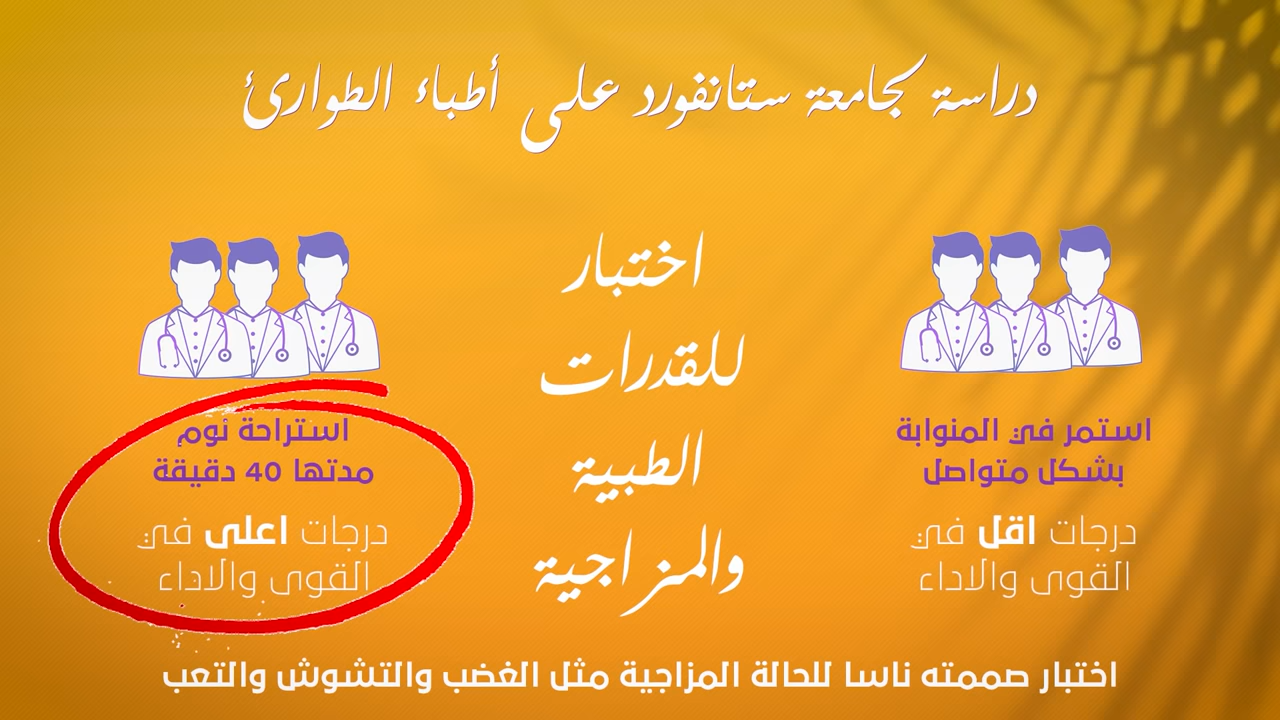 دراسة لجامعة ستانفورد على أطباء الطوارئ
استمر في المنوابة
بشكل متواصل
درجات اقل في
القوى والاداء
اختبار
للقدرات
الطبية
والمزاجية
استراحة نوم
مدتها 40 دقيقة
درجات اعلى في
القوى والاداء
اختبار صممته ناسا للحالة المزاجية مثل الغضب والتشوش والتعب